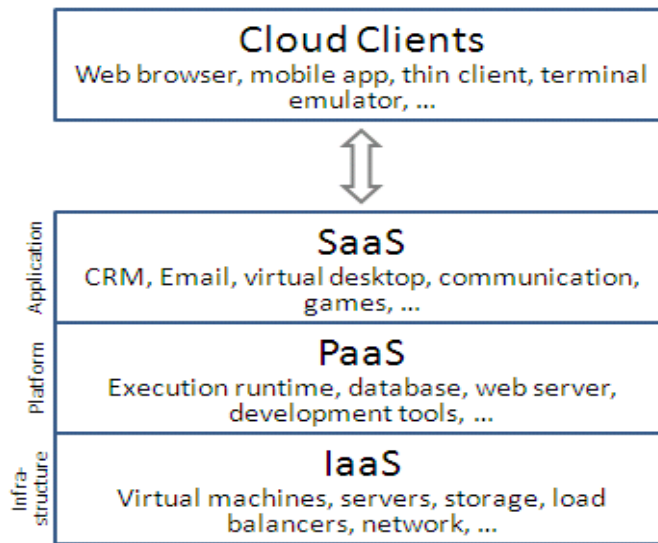 Cloud Clients
Web browser, mobile app, thin client, terminal
emulator, ...
Application
SaaS
CRM, Email, virtual desktop, communication,
games, ...
Platform
PaaS
Execution runtime, database, web server,
development tools, ...
Infra-
structure
IaaS
Virtual machines, servers, storage, load
balancers, network, ...